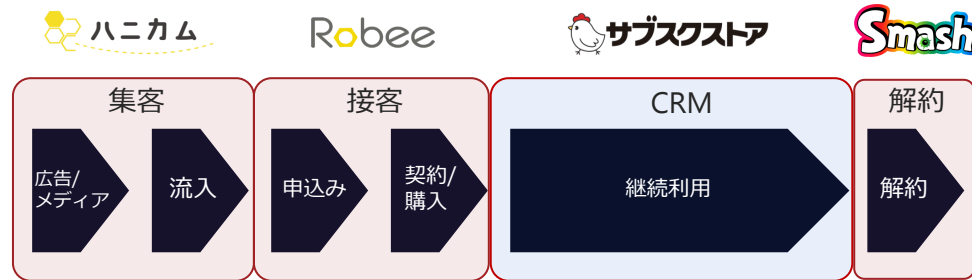 ハニカム
Robee
サブスクストア
Smash
集客
接客
CRM
解約
広告/
メディア
流入
申込み
契約/
購入
継続利用
解約